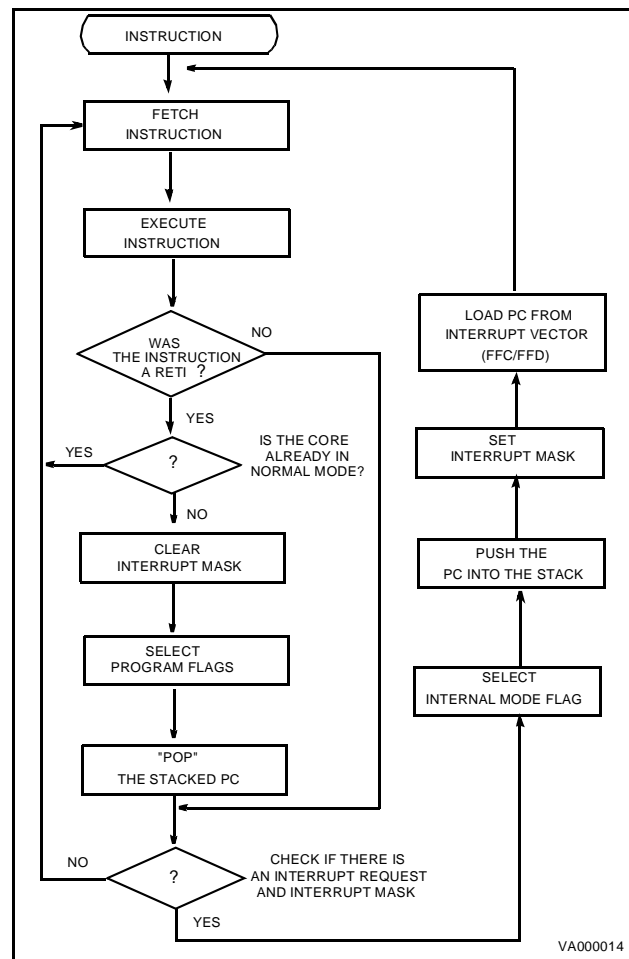 INSTRUCTION
FETCH
INSTRUCTION
EXECUTE
INSTRUCTION
WAS
THE INSTRUCTION
A RETI ?
NO
YES
?
YES
IS THE CORE
ALREADY IN
NORMAL MODE?
NO
CLEAR
INTERRUPT MASK
SELECT
PROGRAM FLAGS
"POP"
THE STACKED PC
?
NO
CHECK IF THERE IS
AN INTERRUPT REQUEST
AND INTERRUPT MASK
YES
LOAD PC FROM
INTERRUPT VECTOR
(FFC/FFD)
SET
INTERRUPT MASK
PUSH THE
PC INTO THE STACK
SELECT
INTERNAL MODE FLAG
VA000014